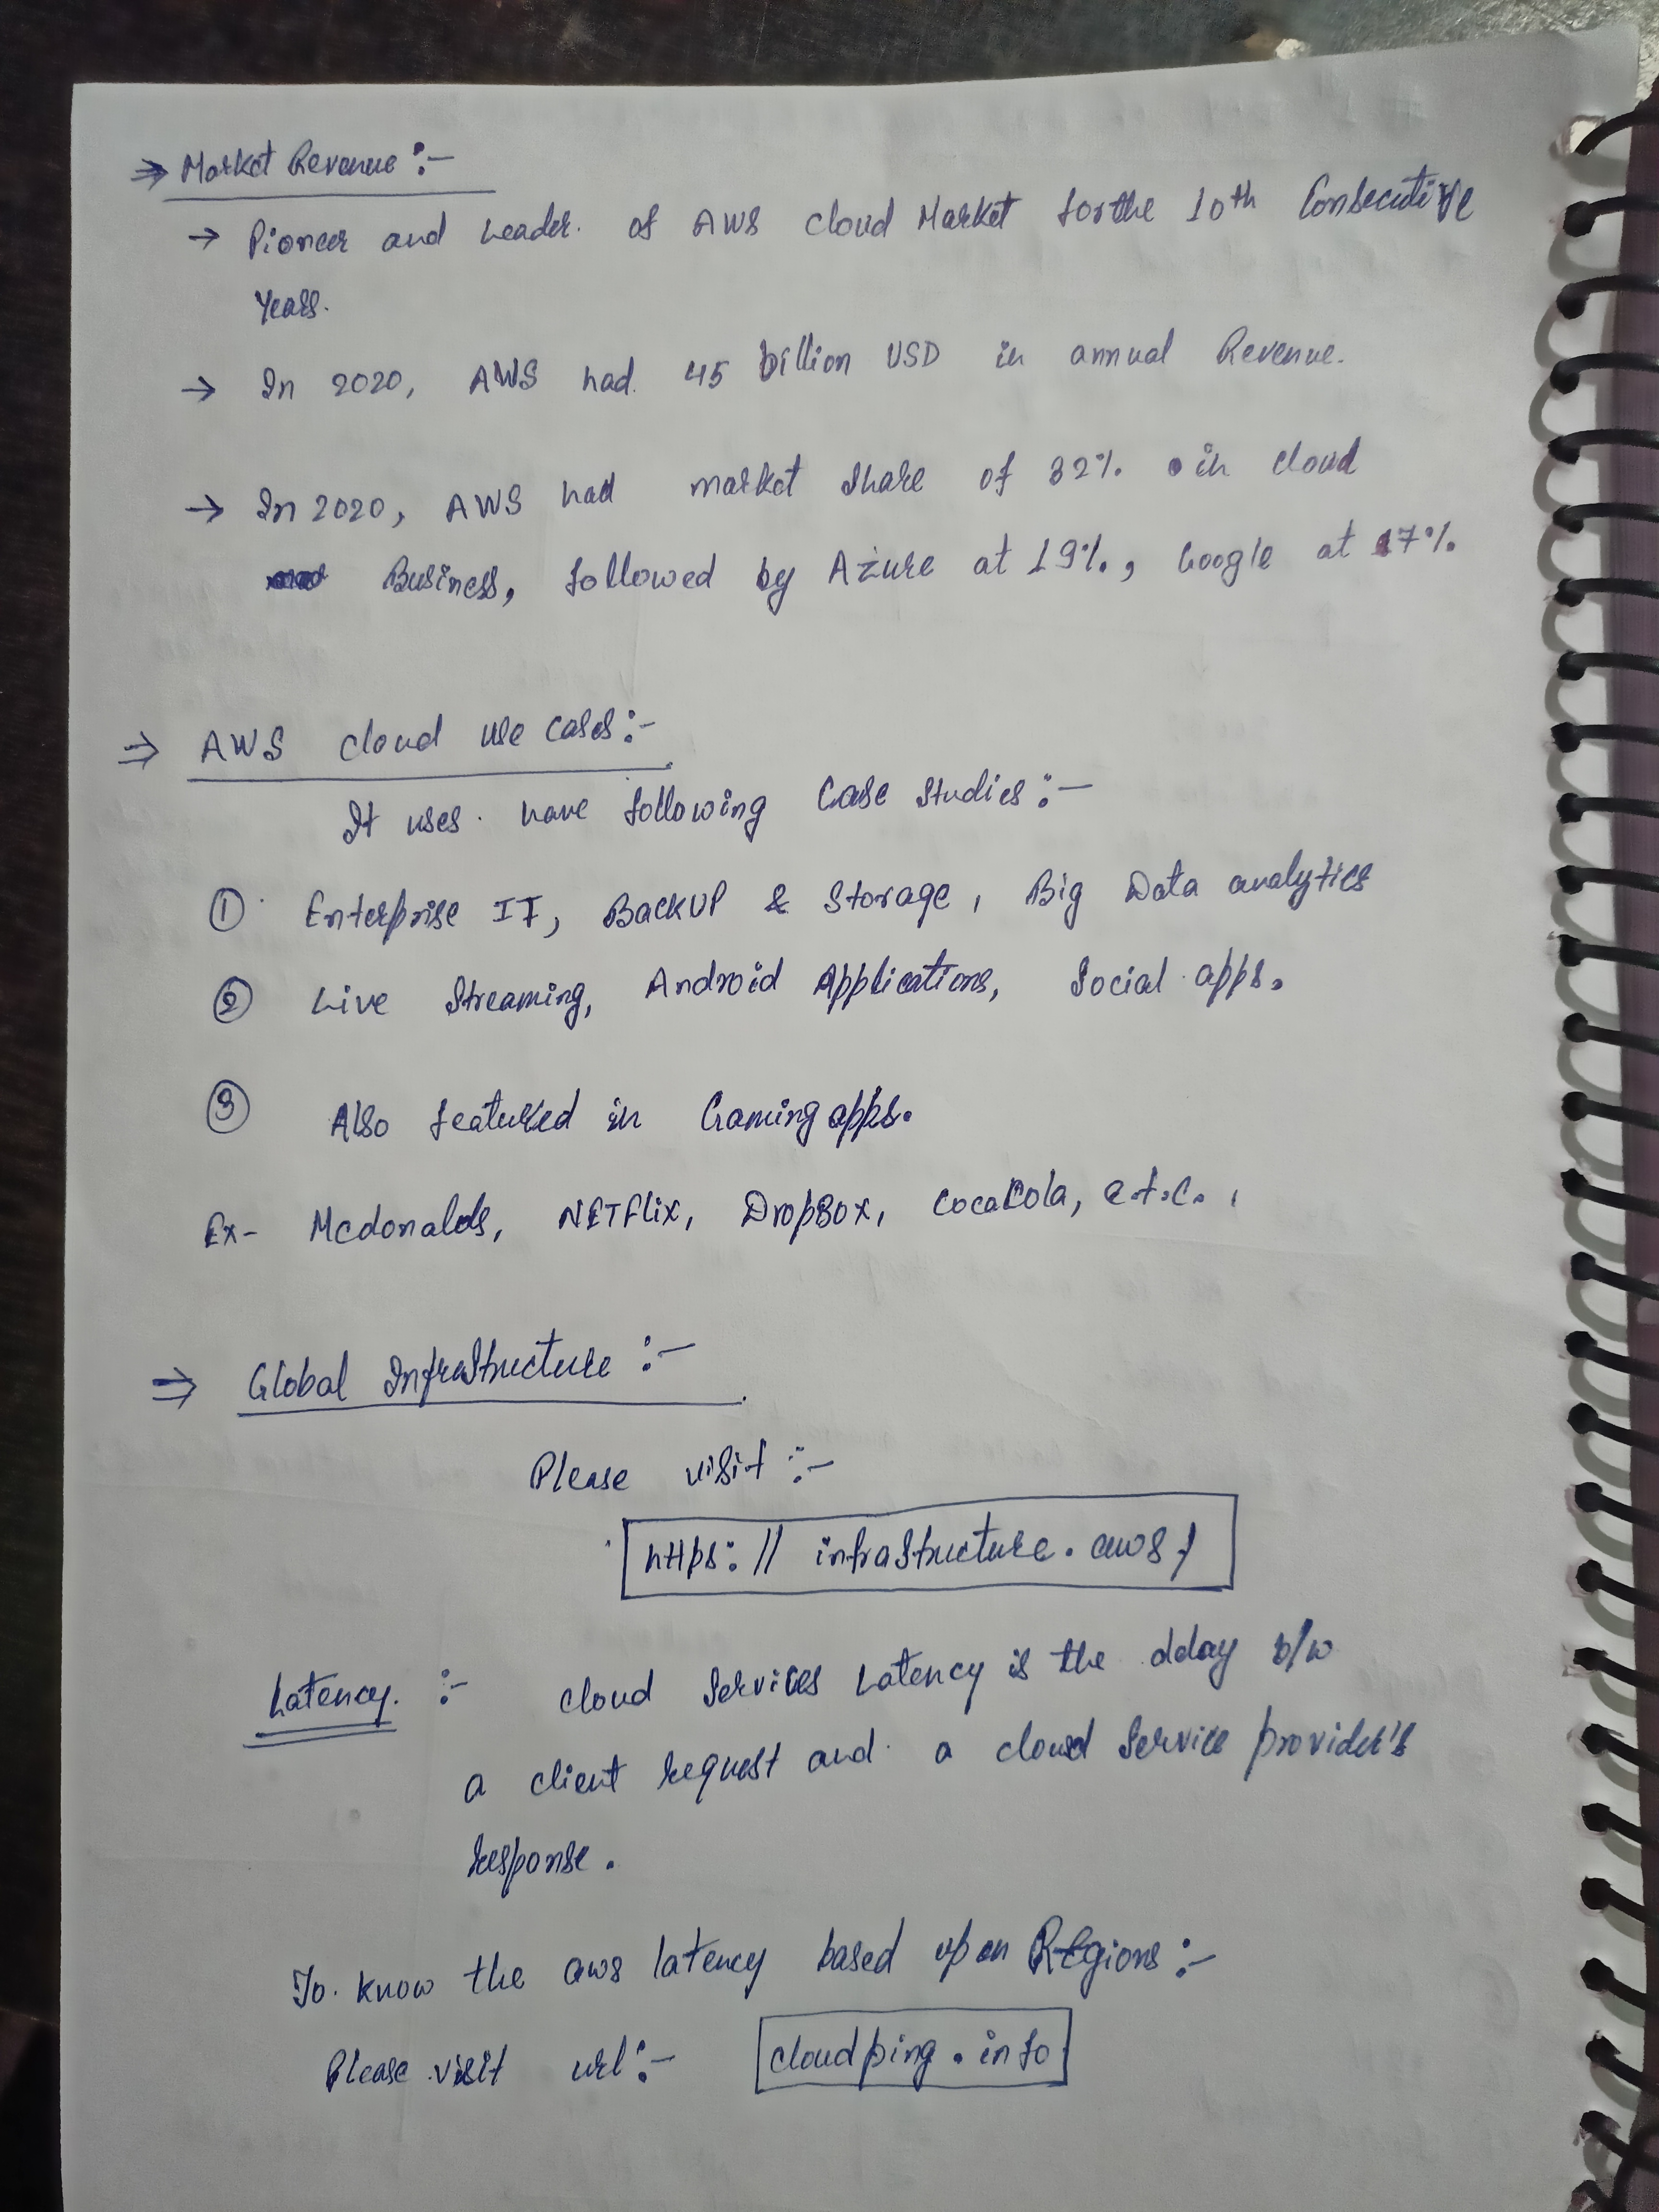 ⇒ Market Revenue :-
→ Pioneer and Leader. of AWS cloud Market for the 10th Consecutive
Years.
→ In 2020, AWS had. 45 billion USD in annual Revenue.
→ In 2020, AWS had market share of 32%. in cloud
Business, followed by Azure at 19%., Google at 17%.
⇒ AWS cloud use cases :-
It uses. have following Case Studies :-
① Enterprise IT, BackUP & Storage, Big Data analytics
② Live Streaming, Android Applications, Social apps.
③ Also featured in Gaming apps.
Ex- Mcdonalds, NETFlix, DropBox, CocaCola, e.t.c. ,
⇒ Global Infrastructure :-
Please visit :-
https: // infrastructure. aws /
Latency. :- cloud Services Latency is the delay b/w
a client request and a cloud Service provider's
response.
To. know the aws latency based upon Regions :-
Please visit url :- cloudping . info